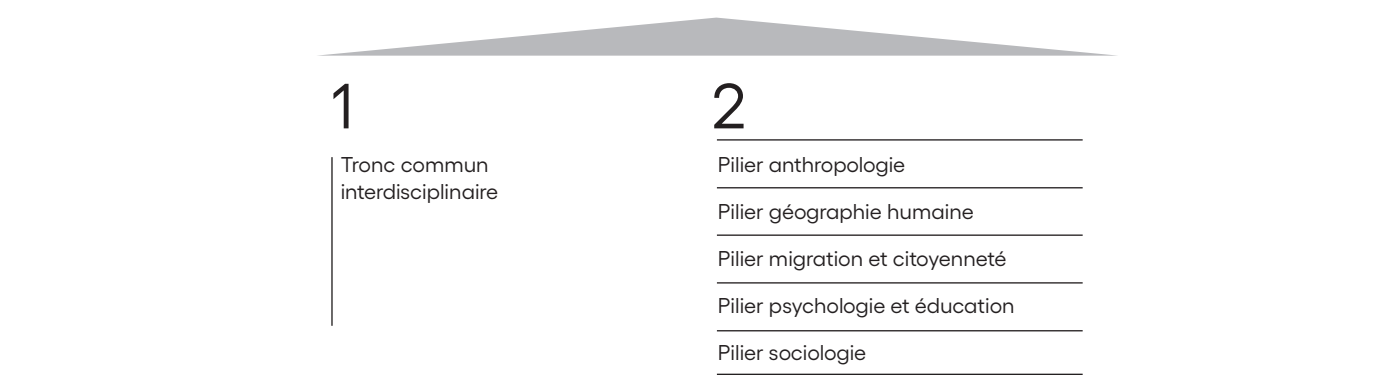 1
Tronc commun
interdisciplinaire
2
Pilier anthropologie
Pilier géographie humaine
Pilier migration et citoyenneté
Pilier psychologie et éducation
Pilier sociologie